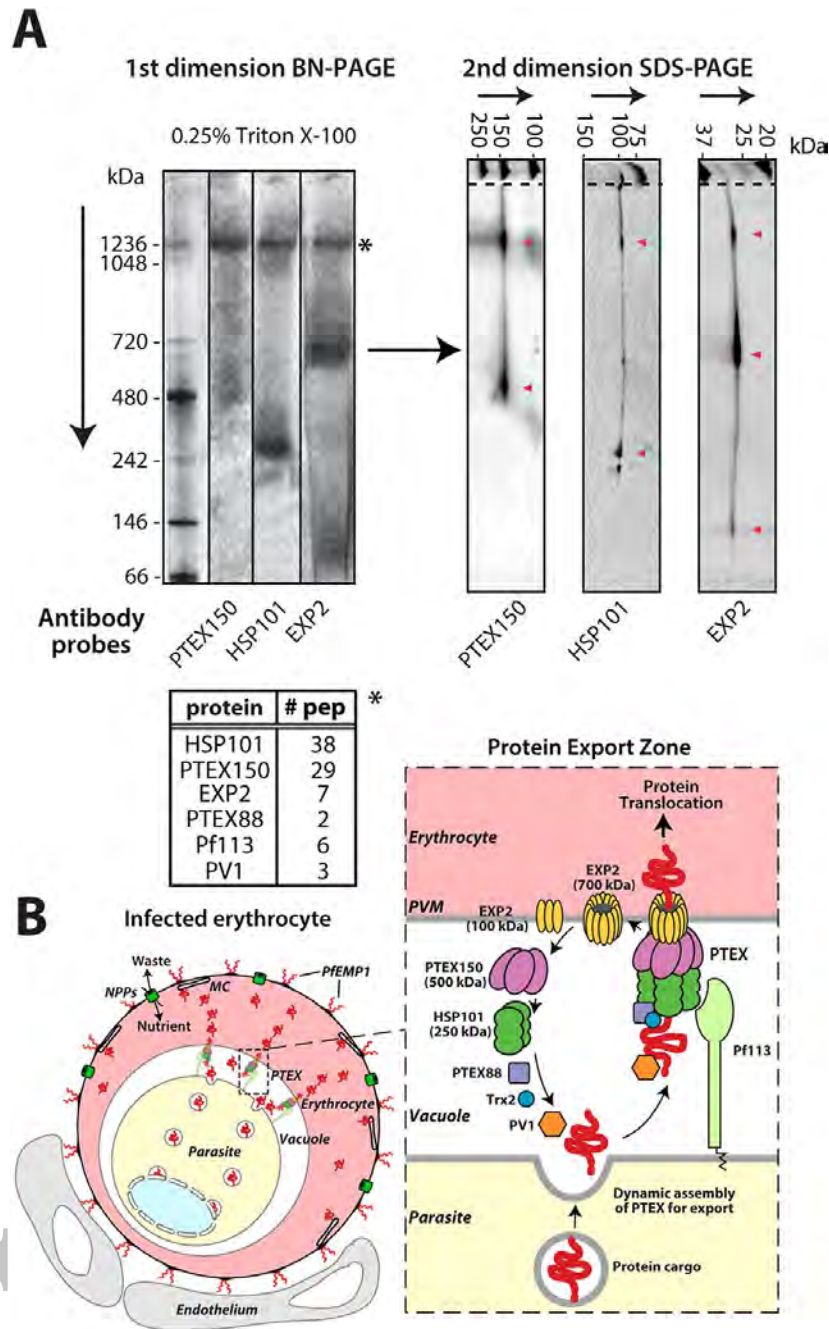 A
1st dimension BN-PAGE
2nd dimension SDS-PAGE
0.25% Triton X-100
kDa
250
150
100
150
100
75
37
25
20
kDa
1236 -
*
1048 -
720 -
480 -
242 -
146 -
66 -
Antibody
probes
PTEX150
HSP101
EXP2
PTEX150
HSP101
EXP2
protein # pep *
HSP101 38
PTEX150 29
EXP2 7
PTEX88 2
Pf113 6
PV1 3
B
Infected erythrocyte
Waste
NPPs
MC
PfEMP1
Nutrient
PTEX
Erythrocyte
Vacuole
Parasite
Endothelium
Protein Export Zone
Protein
Translocation
Erythrocyte
EXP2
(700 kDa)
PVM
EXP2
(100 kDa)
PTEX
PTEX150
(500 kDa)
HSP101
(250 kDa)
Pf113
PTEX88
Trx2
Vacuole
PV1
Dynamic assembly
of PTEX for export
Parasite
Protein cargo